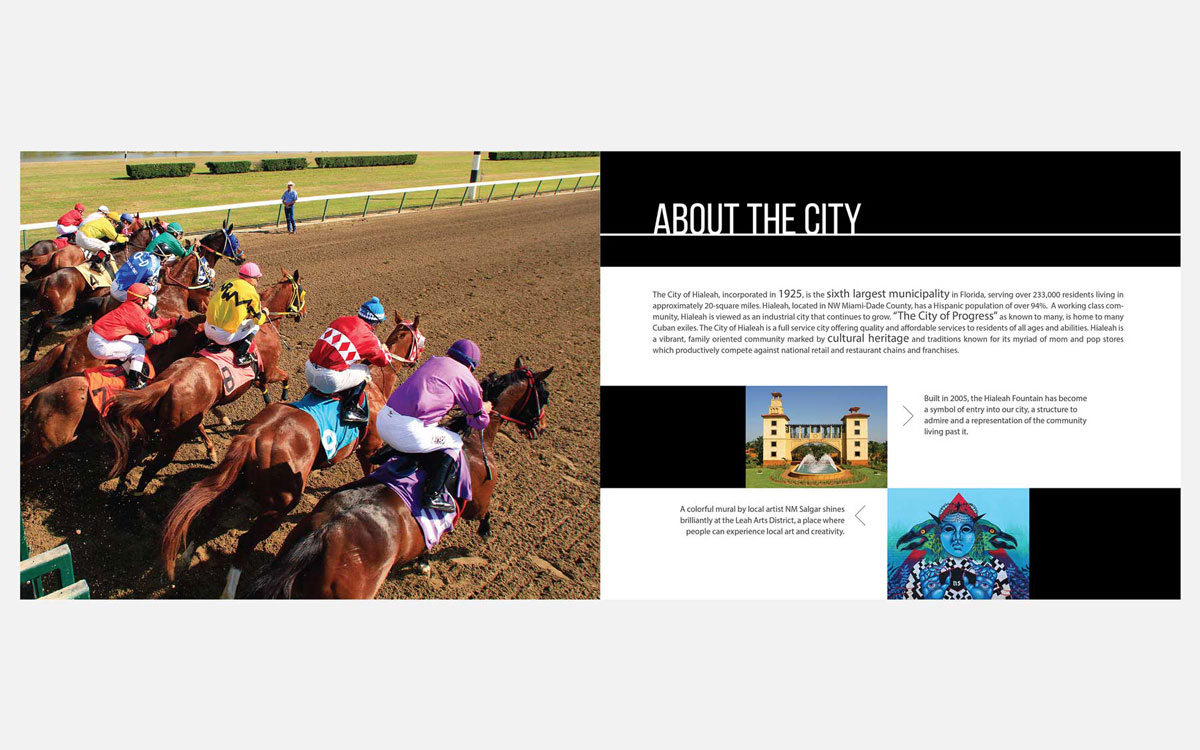 ABOUT THE CITY
The City of Hialeah, incorporated in 1925, is the sixth largest municipality in Florida, serving over 233,000 residents living in
approximately 20-square miles. Hialeah, located in NW Miami-Dade County, has a Hispanic population of over 94%. A working class com-
munity, Hialeah is viewed as an industrial city that continues to grow. “The City of Progress” as known to many, is home to many
Cuban exiles. The City of Hialeah is a full service city offering quality and affordable services to residents of all ages and abilities. Hialeah is
a vibrant, family oriented community marked by cultural heritage and traditions known for its myriad of mom and pop stores
which productively compete against national retail and restaurant chains and franchises.
Built in 2005, the Hialeah Fountain has become
a symbol of entry into our city, a structure to
admire and a representation of the community
living past it.
A colorful mural by local artist NM Salgar shines
brilliantly at the Leah Arts District, a place where
people can experience local art and creativity.
4
7
8
9
ns